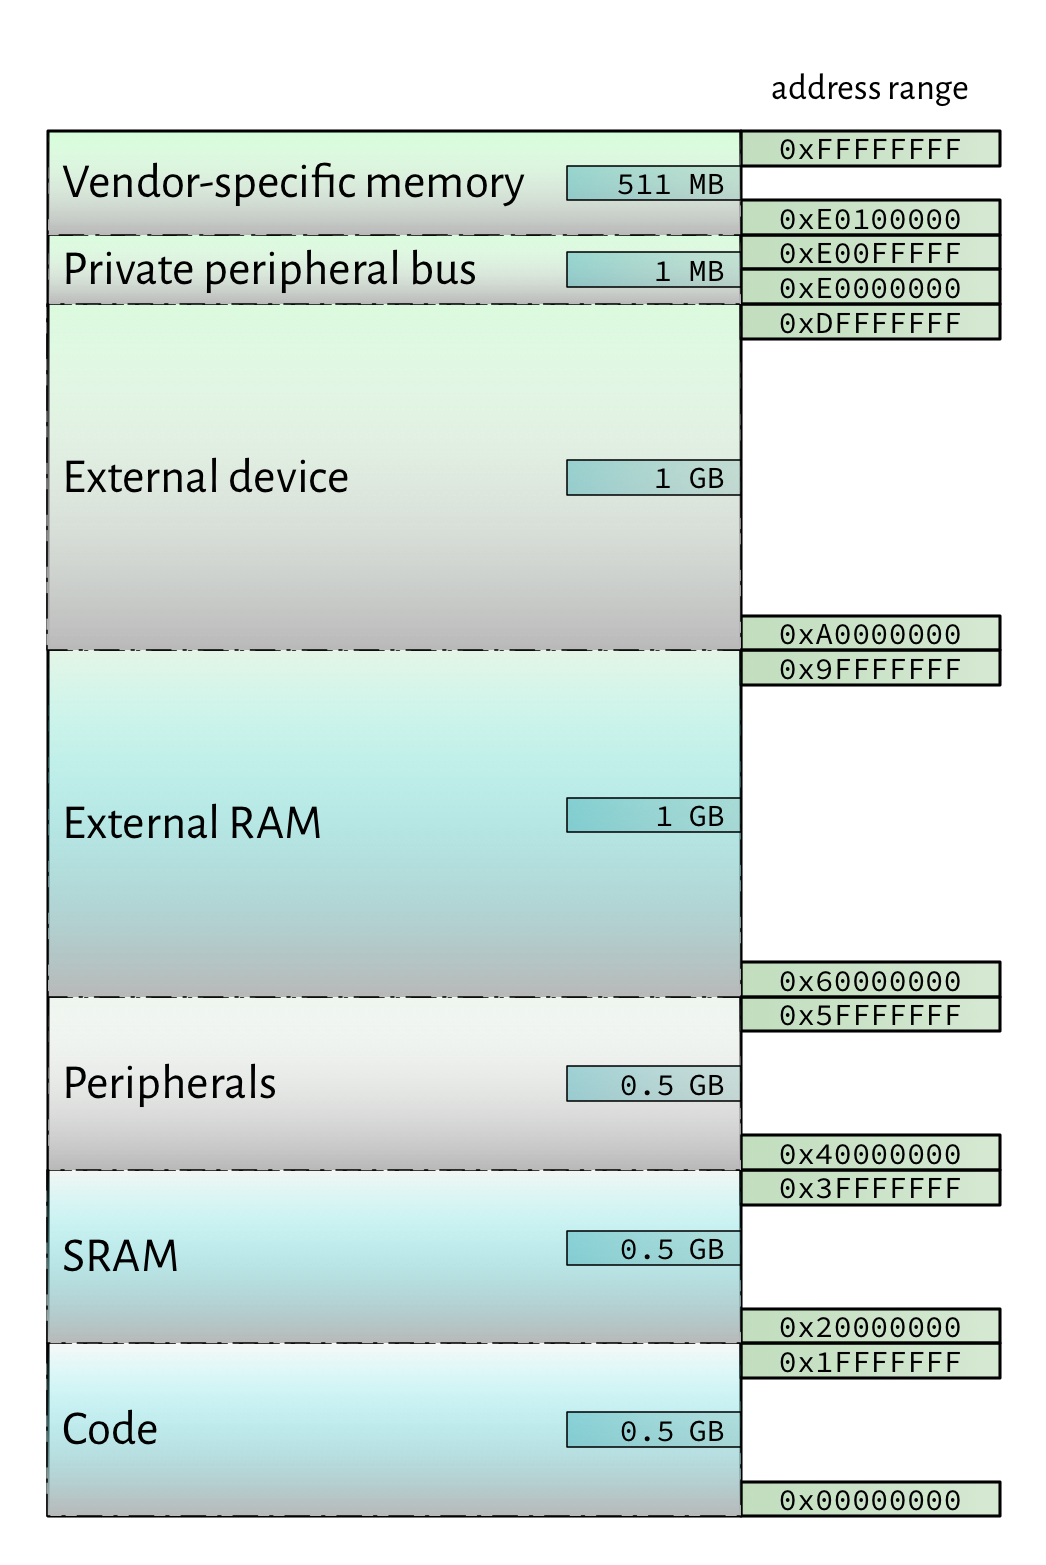 address range
0xFFFFFFFF
Vendor-specific memory
511 MB
0xE0100000
0xE00FFFFF
Private peripheral bus
1 MB
0xE0000000
0xDFFFFFFF
External device
1 GB
0xA0000000
0x9FFFFFFF
External RAM
1 GB
0x60000000
0x5FFFFFFF
Peripherals
0.5 GB
0x40000000
0x3FFFFFFF
SRAM
0.5 GB
0x20000000
0x1FFFFFFF
Code
0.5 GB
0x00000000